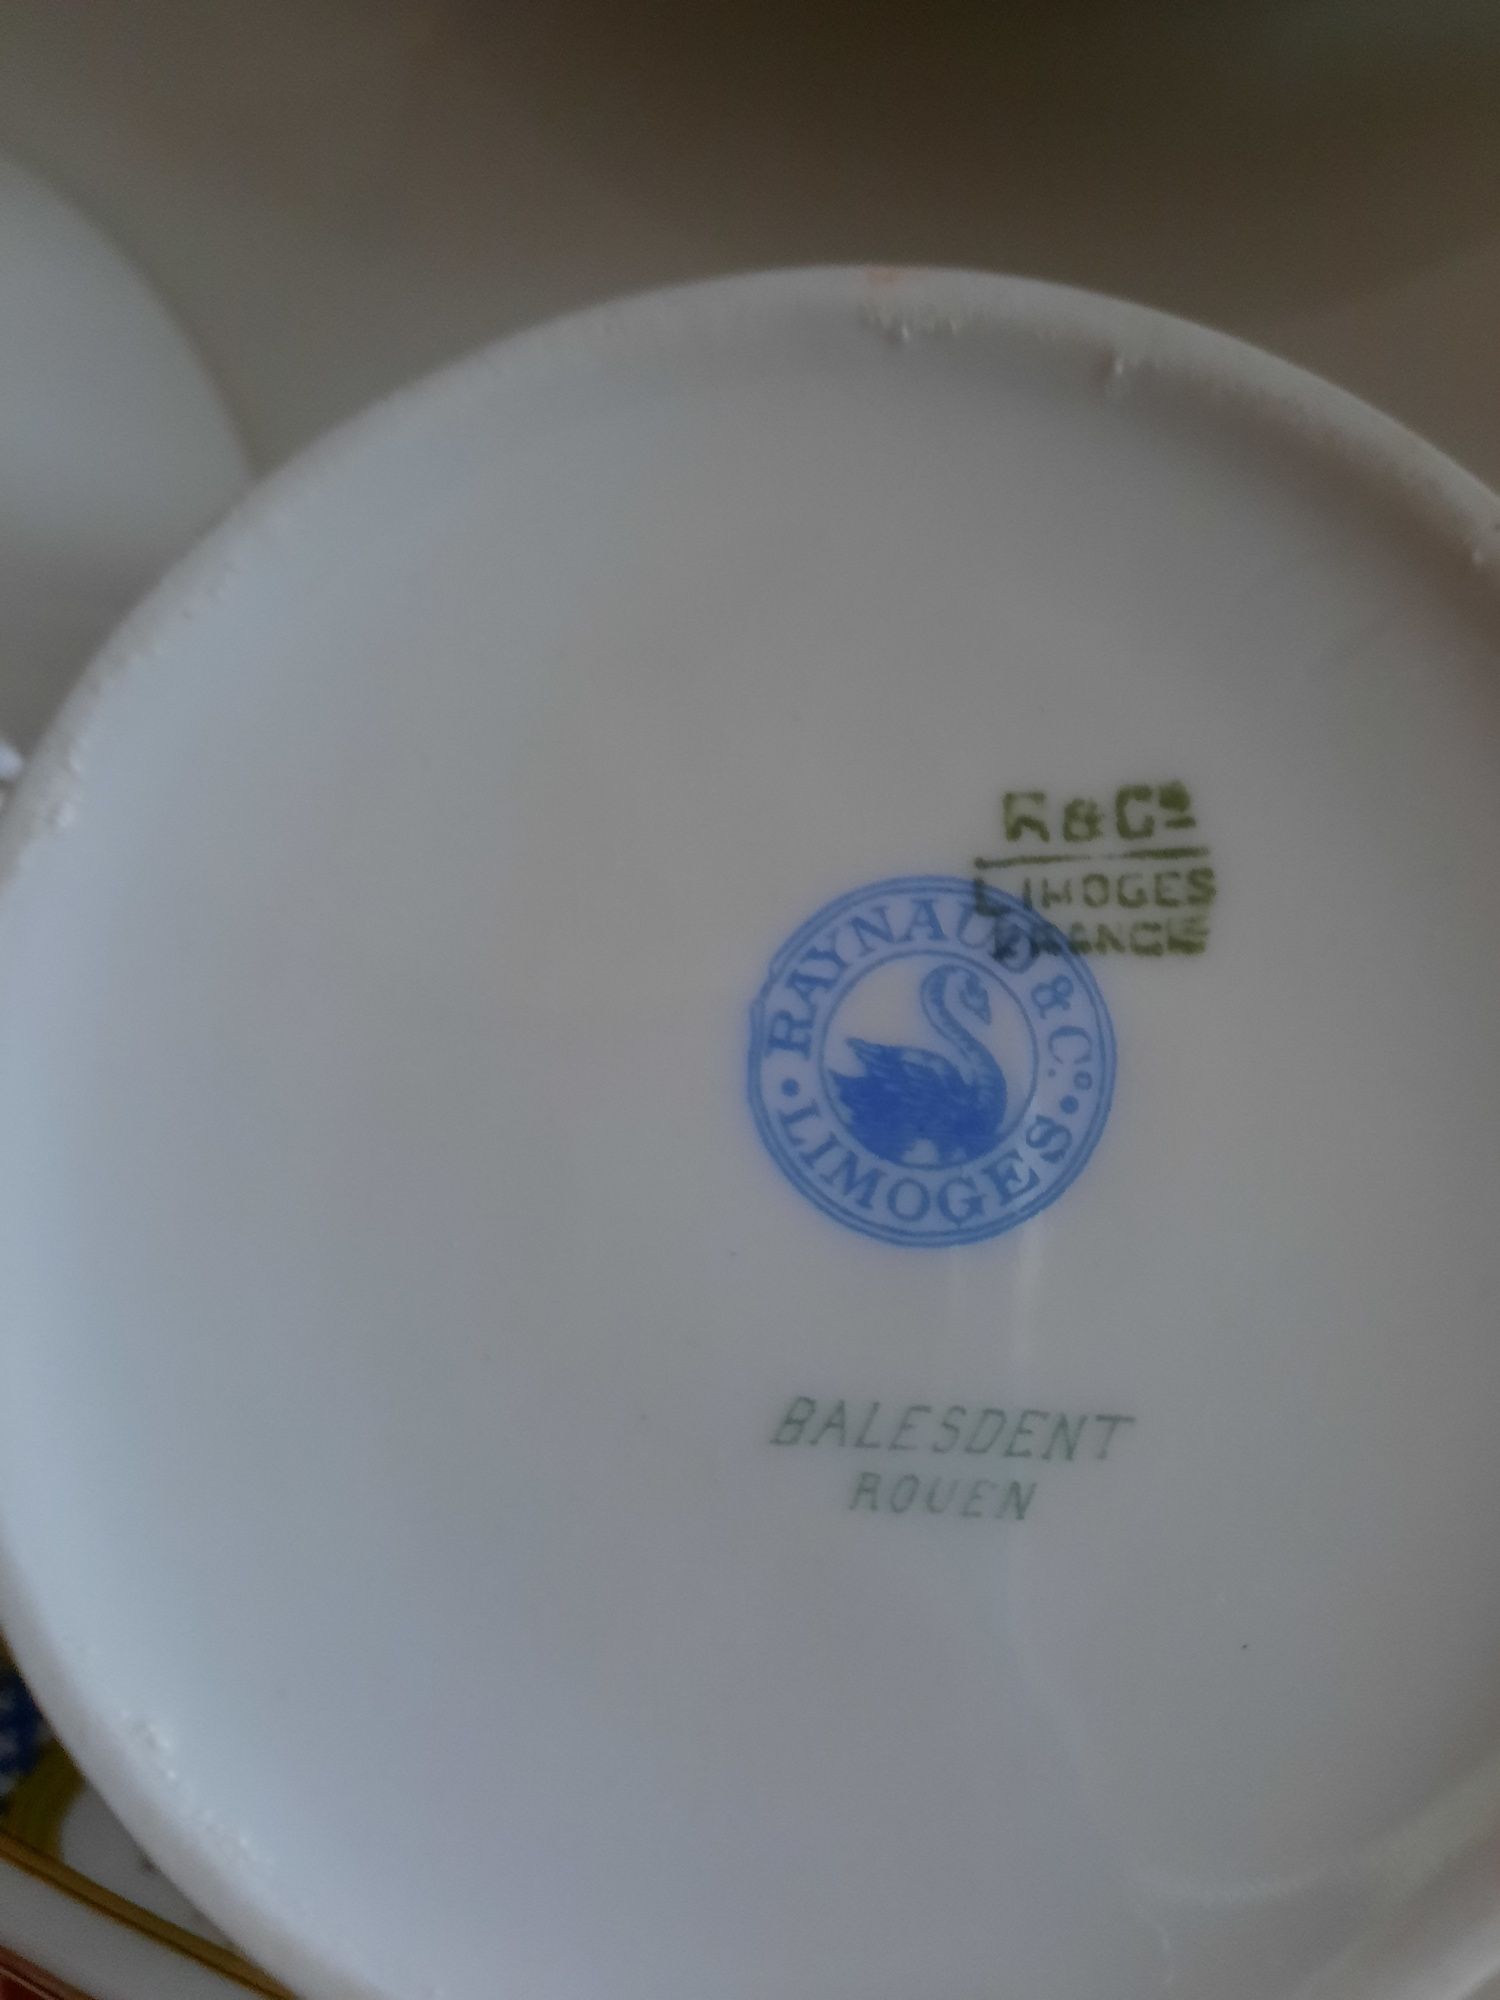 R & Co
LIMOGES
FRANCE
RAYNAUD & Co.
• LIMOGES •
BALESDENT
ROUEN